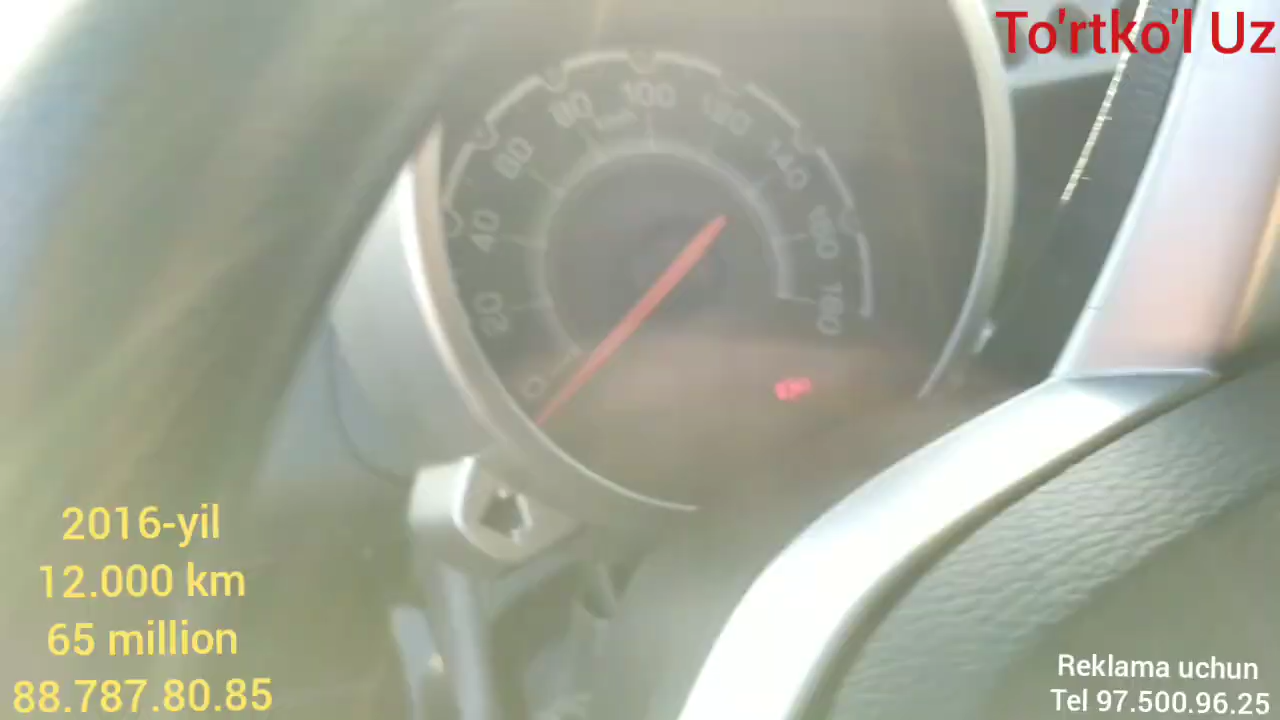 To'rtko'l Uz
100
80
120
60
140
40
160
20
180
0
2016-yil
12.000 km
65 million
88.787.80.85
Reklama uchun
Tel 97.500.96.25